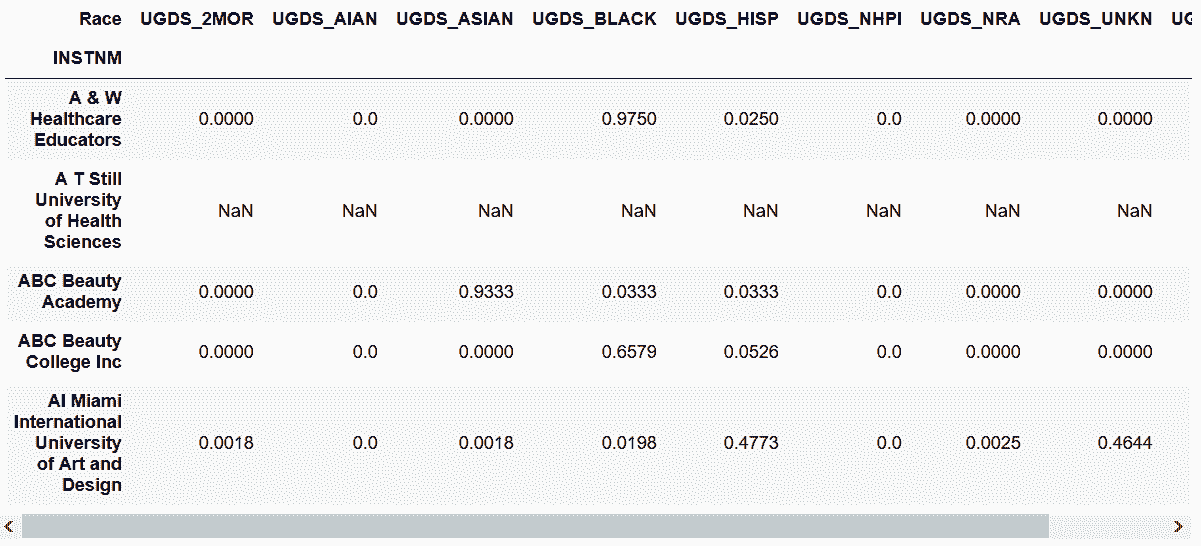 Race UGDS_2MOR UGDS_AIAN UGDS_ASIAN UGDS_BLACK UGDS_HISP UGDS_NHPI UGDS_NRA UGDS_UNKN
INSTNM
A & W
Healthcare
Educators
0.0000 0.0 0.0000 0.9750 0.0250 0.0 0.0000 0.0000
A T Still
University
of Health
Sciences
NaN NaN NaN NaN NaN NaN NaN NaN
ABC Beauty
Academy
0.0000 0.0 0.9333 0.0333 0.0333 0.0 0.0000 0.0000
ABC Beauty
College Inc
0.0000 0.0 0.0000 0.6579 0.0526 0.0 0.0000 0.0000
AI Miami
International
University
of Art and
Design
0.0018 0.0 0.0018 0.0198 0.4773 0.0 0.0025 0.4644